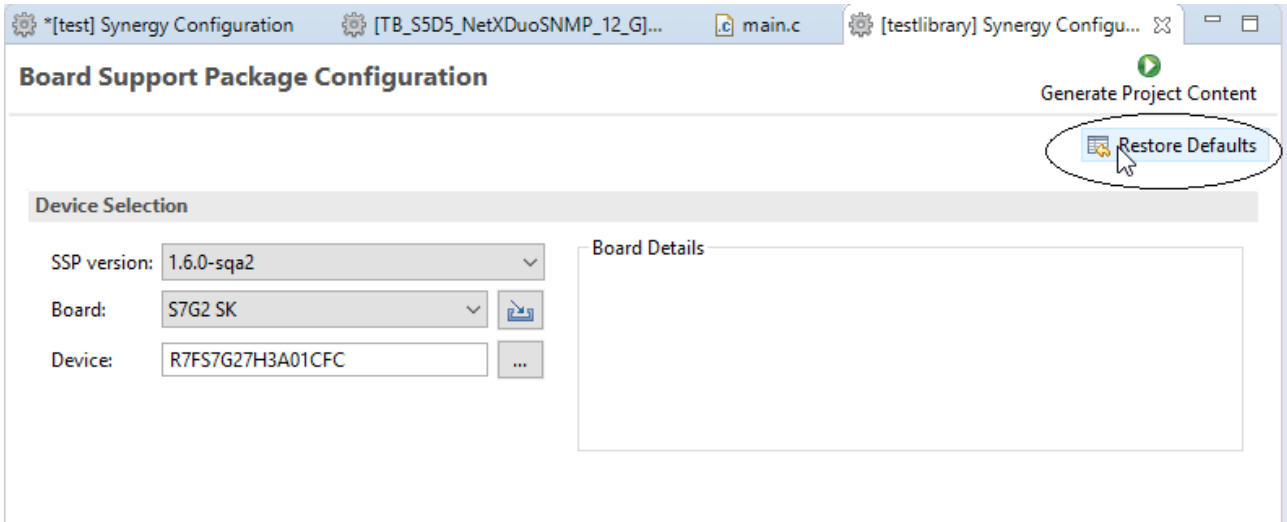 *[test] Synergy Configuration [TB_S5D5_NetXDuoSNMP_12_G]... main.c [testlibrary] Synergy Configu...
Board Support Package Configuration
Generate Project Content
Restore Defaults
Device Selection
SSP version: 1.6.0-sqa2
Board Details
Board: S7G2 SK
Device: R7FS7G27H3A01CFC ...